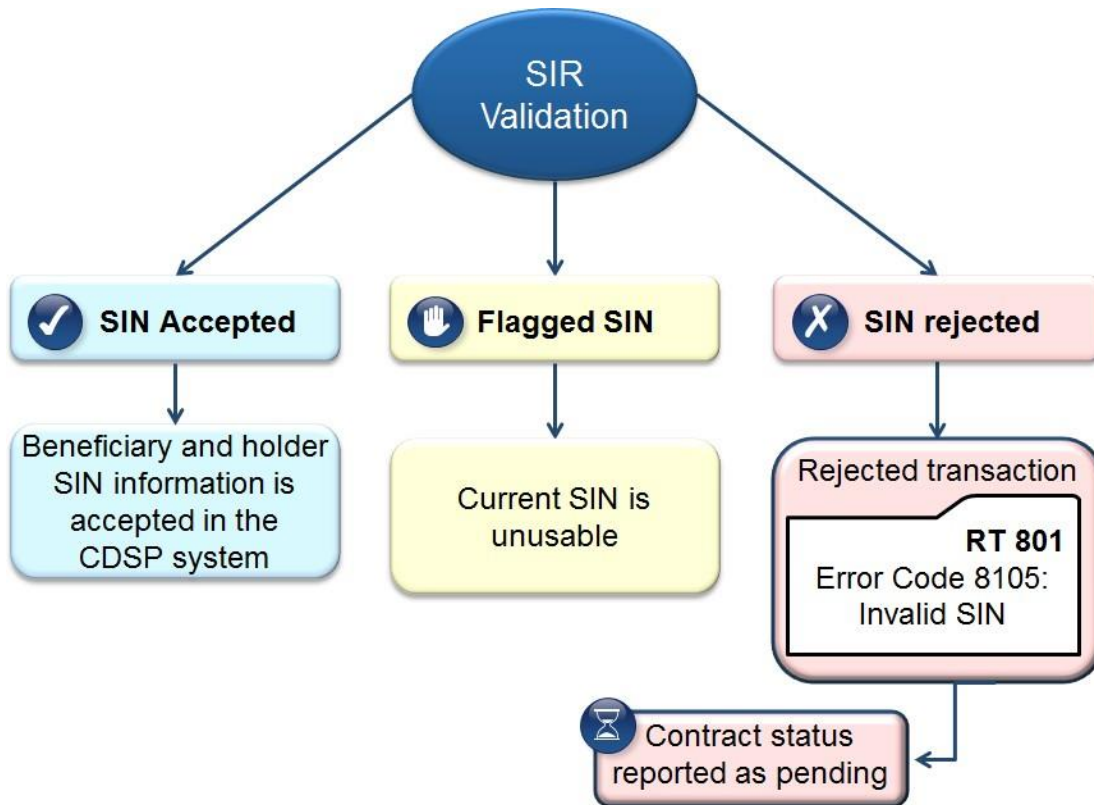 SIR
Validation
SIN Accepted
Flagged SIN
SIN rejected
Beneficiary and holder
SIN information is
accepted in the
CDSP system
Current SIN is
unusable
Rejected transaction
RT 801
Error Code 8105:
Invalid SIN
Contract status
reported as pending